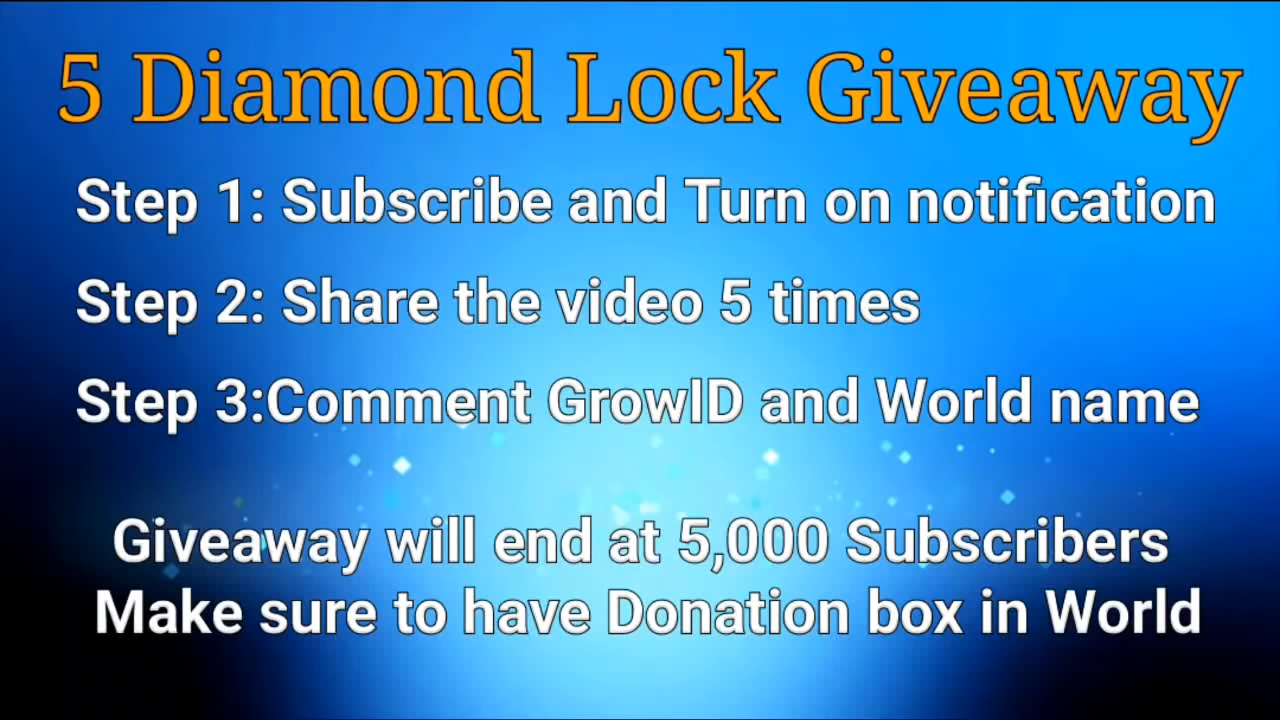 5 Diamond Lock Giveaway
Step 1: Subscribe and Turn on notification
Step 2: Share the video 5 times
Step 3:Comment GrowID and World name
Giveaway will end at 5,000 Subscribers
Make sure to have Donation box in World